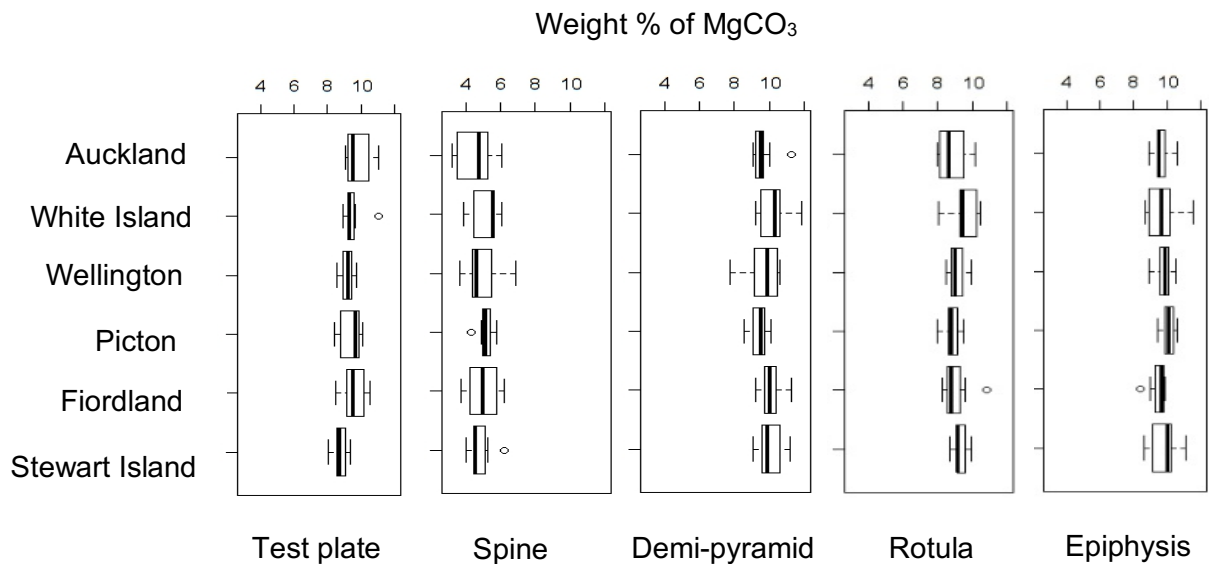 Weight % of MgCO₃
4 6 8 10 4 6 8 10 4 6 8 10 4 6 8 10 4 6 8 10
Auckland
White Island
Wellington
Picton
Fiordland
Stewart Island
Test plate Spine Demi-pyramid Rotula Epiphysis